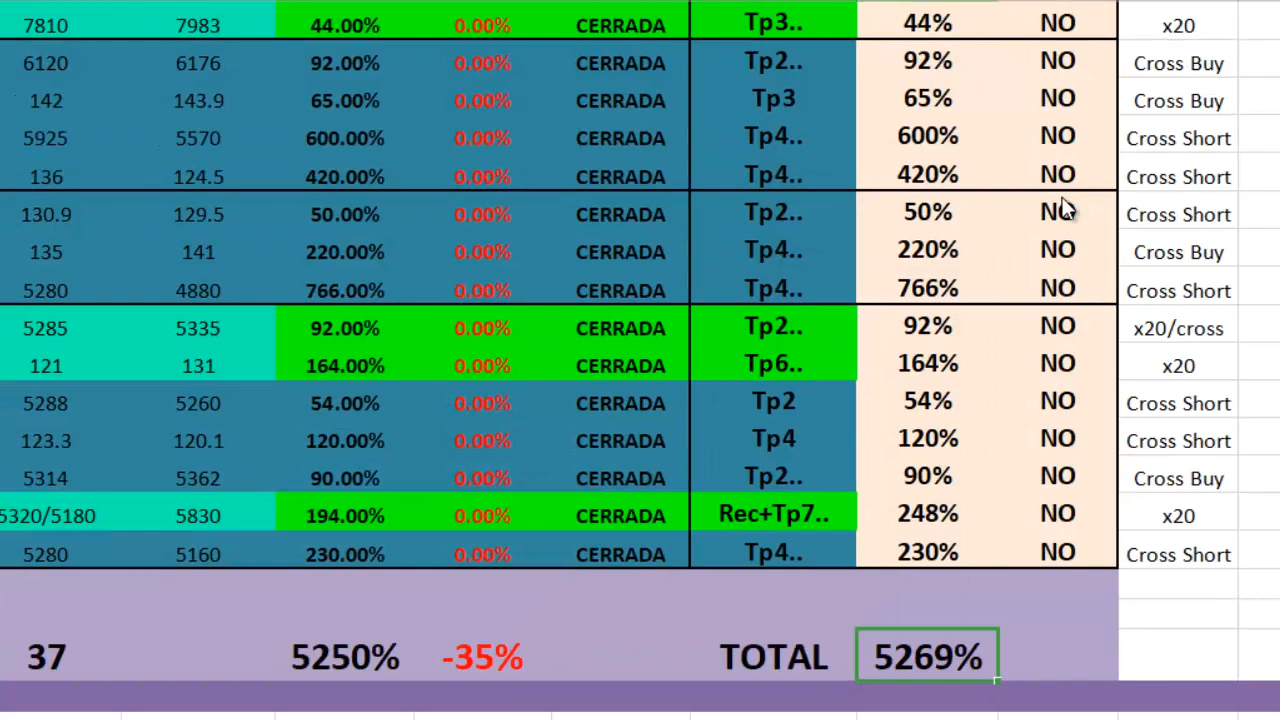 7810 7983 44.00% 0.00% CERRADA Tp3.. 44% NO x20
6120 6176 92.00% 0.00% CERRADA Tp2.. 92% NO Cross Buy
142 143.9 65.00% 0.00% CERRADA Tp3 65% NO Cross Buy
5925 5570 600.00% 0.00% CERRADA Tp4.. 600% NO Cross Short
136 124.5 420.00% 0.00% CERRADA Tp4.. 420% NO Cross Short
130.9 129.5 50.00% 0.00% CERRADA Tp2.. 50% NO Cross Short
135 141 220.00% 0.00% CERRADA Tp4.. 220% NO Cross Buy
5280 4880 766.00% 0.00% CERRADA Tp4.. 766% NO Cross Short
5285 5335 92.00% 0.00% CERRADA Tp2.. 92% NO x20/cross
121 131 164.00% 0.00% CERRADA Tp6.. 164% NO x20
5288 5260 54.00% 0.00% CERRADA Tp2 54% NO Cross Short
123.3 120.1 120.00% 0.00% CERRADA Tp4 120% NO Cross Short
5314 5362 90.00% 0.00% CERRADA Tp2.. 90% NO Cross Buy
5320/5180 5830 194.00% 0.00% CERRADA Rec+Tp7.. 248% NO x20
5280 5160 230.00% 0.00% CERRADA Tp4.. 230% NO Cross Short
37 5250% -35% TOTAL 5269%